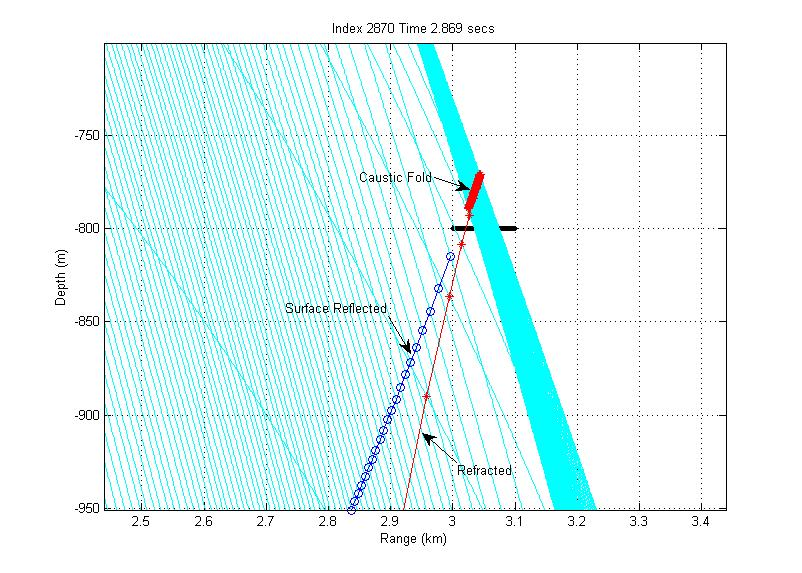 Index 2870 Time 2.869 secs
-750
Caustic Fold
-800
Depth (m)
Surface Reflected
-850
-900
Refracted
-950
2.5 2.6 2.7 2.8 2.9 3 3.1 3.2 3.3 3.4
Range (km)